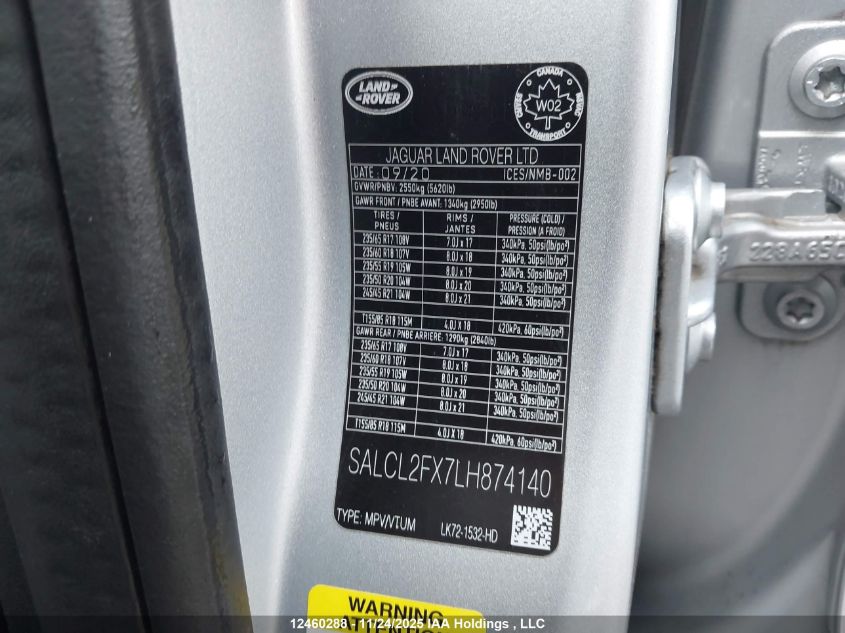 LAND ROVER
CANADA
W02
TRANSPORT
JAGUAR LAND ROVER LTD
DATE: 09/20 ICES/NMB-002
GVWR/PNBV: 2550kg (5620lb)
GAWR FRONT / PNBE AVANT: 1340kg (2950lb)
TIRES / PNEUS RIMS / JANTES PRESSURE (COLD) / PRESSION (A FROID)
235/65 R17 108V 7.0J x 17 340kPa, 50psi(lb/po²)
235/60 R18 107V 8.0J x 18 340kPa, 50psi(lb/po²)
235/55 R19 105W 8.0J x 19 340kPa, 50psi(lb/po²)
235/50 R20 104W 8.0J x 20 340kPa, 50psi(lb/po²)
245/45 R21 104W 8.0J x 21 340kPa, 50psi(lb/po²)
T155/85 R18 115M 4.0J X 18 420kPa, 60psi(lb/po²)
GAWR REAR / PNBE ARRIERE: 1290kg (2840lb)
235/65 R17 108V 7.0J x 17 340kPa, 50psi(lb/po²)
235/60 R18 107V 8.0J x 18 340kPa, 50psi(lb/po²)
235/55 R19 105W 8.0J x 19 340kPa, 50psi(lb/po²)
235/50 R20 104W 8.0J x 20 340kPa, 50psi(lb/po²)
245/45 R21 104W 8.0J x 21 340kPa, 50psi(lb/po²)
T155/85 R18 115M 4.0J X 18 420kPa, 60psi(lb/po²)
SALCL2FX7LH874140
TYPE: MPV/VTUM LK72-1532-HD
228A65
WARNING
ATTENTION
12460288 - 11/24/2025 IAA Holdings , LLC